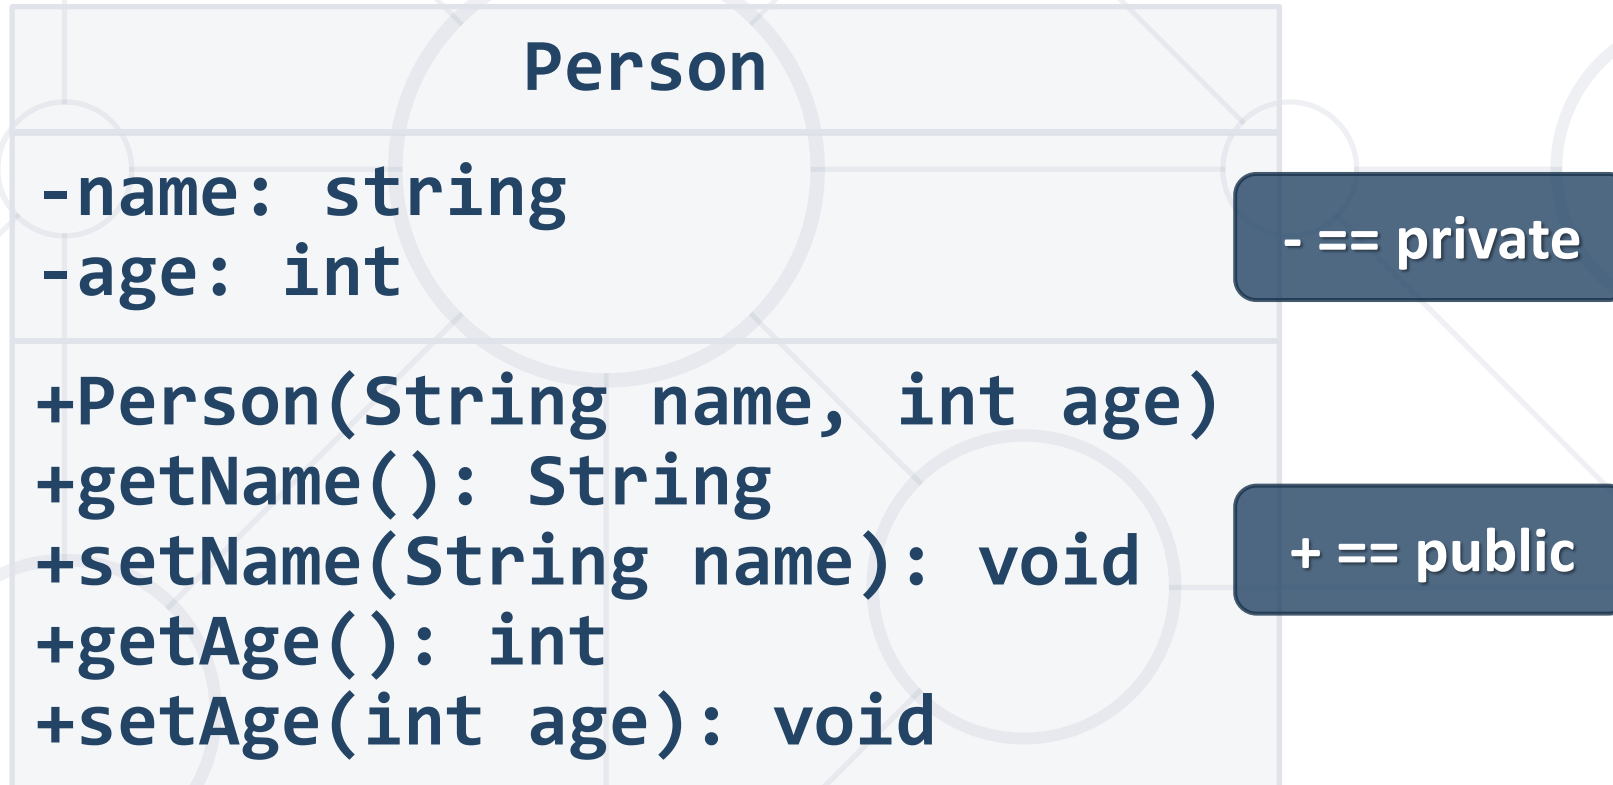 Person
-name: string
-age: int
- == private
+Person(String name, int age)
+getName(): String
+setName(String name): void
+getAge(): int
+setAge(int age): void
+ == public